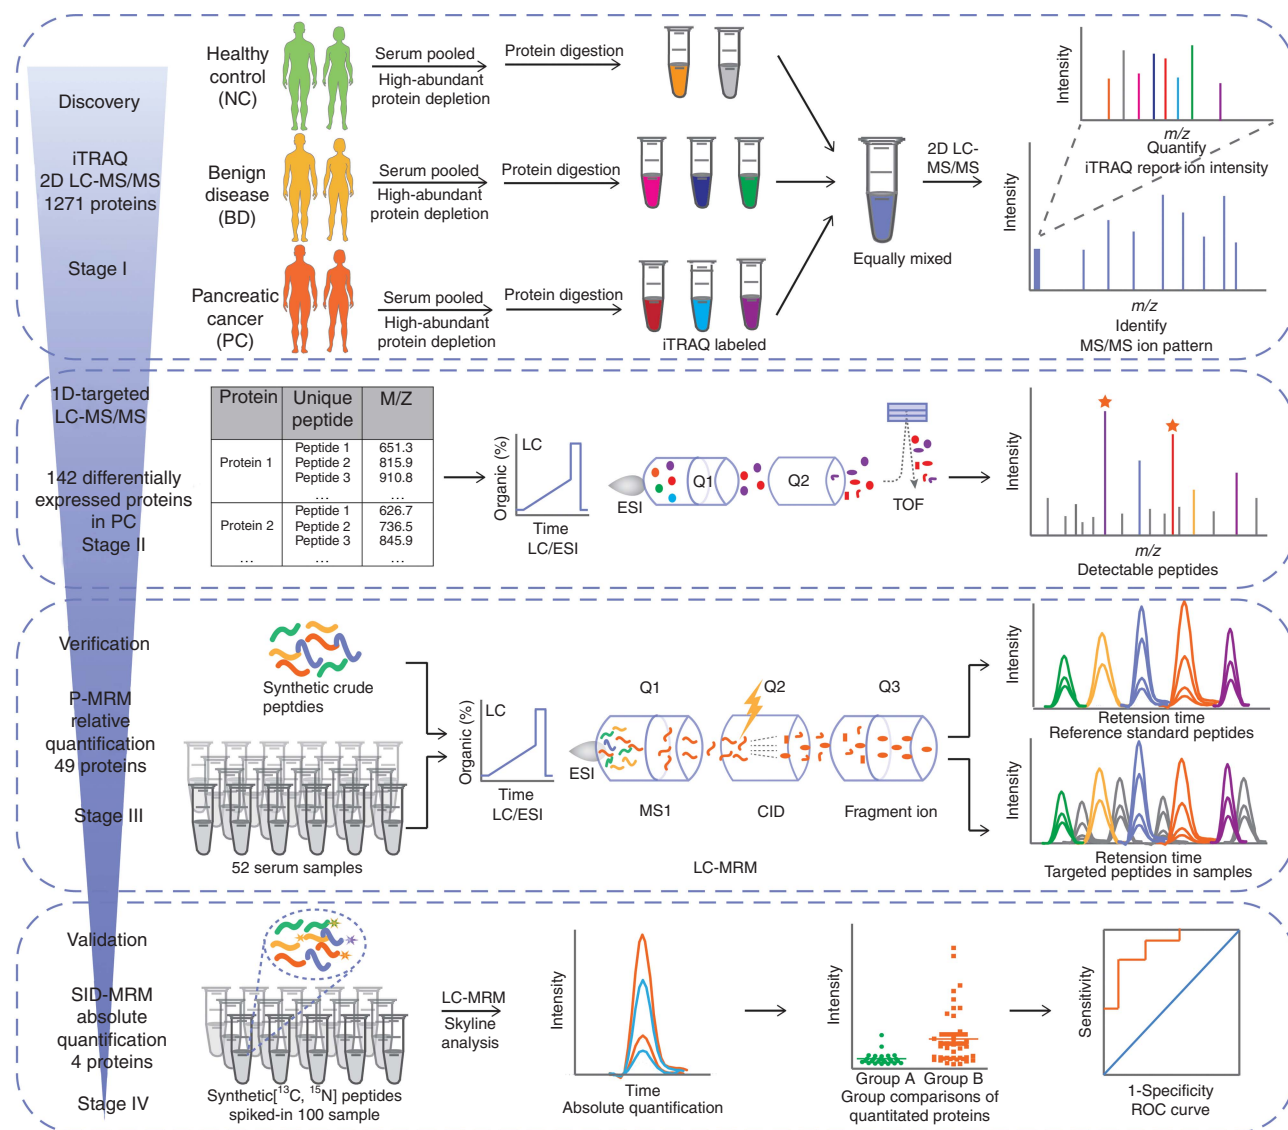 Discovery
iTRAQ
2D LC-MS/MS
1271 proteins
Stage I
Healthy
control
(NC)
Serum pooled
High-abundant
protein depletion
Protein digestion
Benign
disease
(BD)
Serum pooled
High-abundant
protein depletion
Protein digestion
Pancreatic
cancer
(PC)
Serum pooled
High-abundant
protein depletion
Protein digestion
iTRAQ labeled
Equally mixed
2D LC-
MS/MS
Intensity
m/z
Quantify
iTRAQ report ion intensity
Intensity
m/z
Identify
MS/MS ion pattern
1D-targeted
LC-MS/MS
142 differentially
expressed proteins
in PC
Stage II
Protein Unique M/Z
peptide
Peptide 1 651.3
Protein 1 Peptide 2 815.9
Peptide 3 910.8
... ...
Peptide 1 626.7
Protein 2 Peptide 2 736.5
Peptide 3 845.9
... ... ...
Organic (%)
LC
Time
LC/ESI
ESI
Q1
Q2
TOF
Intensity
m/z
Detectable peptides
Verification
P-MRM
relative
quantification
49 proteins
Stage III
Synthetic crude
peptdies
52 serum samples
Organic (%)
LC
Time
LC/ESI
ESI
Q1
Q2
Q3
MS1
CID
Fragment ion
LC-MRM
Intensity
Retension time
Reference standard peptides
Intensity
Retension time
Targeted peptides in samples
Validation
SID-MRM
absolute
quantification
4 proteins
Stage IV
Synthetic[13C, 15N] peptides
spiked-in 100 sample
LC-MRM
Skyline
analysis
Intensity
Time
Absolute quantification
Intensity
Group A Group B
Group comparisons of
quantitated proteins
Sensitivity
1-Specificity
ROC curve